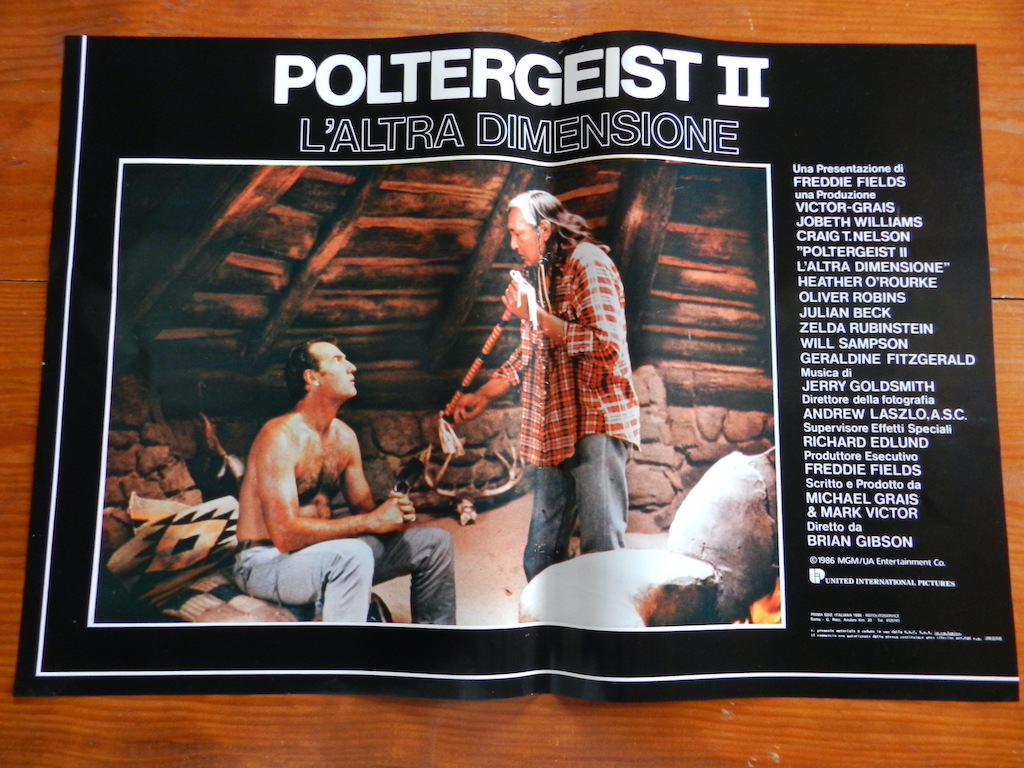 POLTERGEIST II
L'ALTRA DIMENSIONE
Una Presentazione di
FREDDIE FIELDS
una Produzione
VICTOR-GRAIS
JOBETH WILLIAMS
CRAIG T. NELSON
"POLTERGEIST II
L'ALTRA DIMENSIONE"
HEATHER O'ROURKE
OLIVER ROBINS
JULIAN BECK
ZELDA RUBINSTEIN
WILL SAMPSON
GERALDINE FITZGERALD
Musica di
JERRY GOLDSMITH
Direttore della fotografia
ANDREW LASZLO, A.S.C.
Supervisore Effetti Speciali
RICHARD EDLUND
Produttore Esecutivo
FREDDIE FIELDS
Scritto e Prodotto da
MICHAEL GRAIS
& MARK VICTOR
Diretto da
BRIAN GIBSON
© 1986 MGM/UA Entertainment Co.
UNITED INTERNATIONAL PICTURES